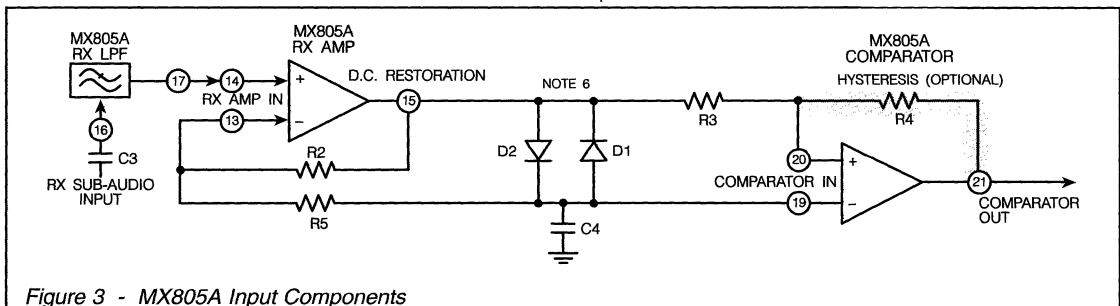 MX805A
RX LPF
MX805A
RX AMP
MX805A
COMPARATOR
HYSTERESIS (OPTIONAL)
D.C. RESTORATION
NOTE 6
17
14
+
15
RX AMP IN
13
−
16
C3
RX SUB-AUDIO
INPUT
R2
R5
D2
D1
C4
R3
R4
20
+
COMPARATOR IN
19
−
21
COMPARATOR
OUT
Figure 3 - MX805A Input Components